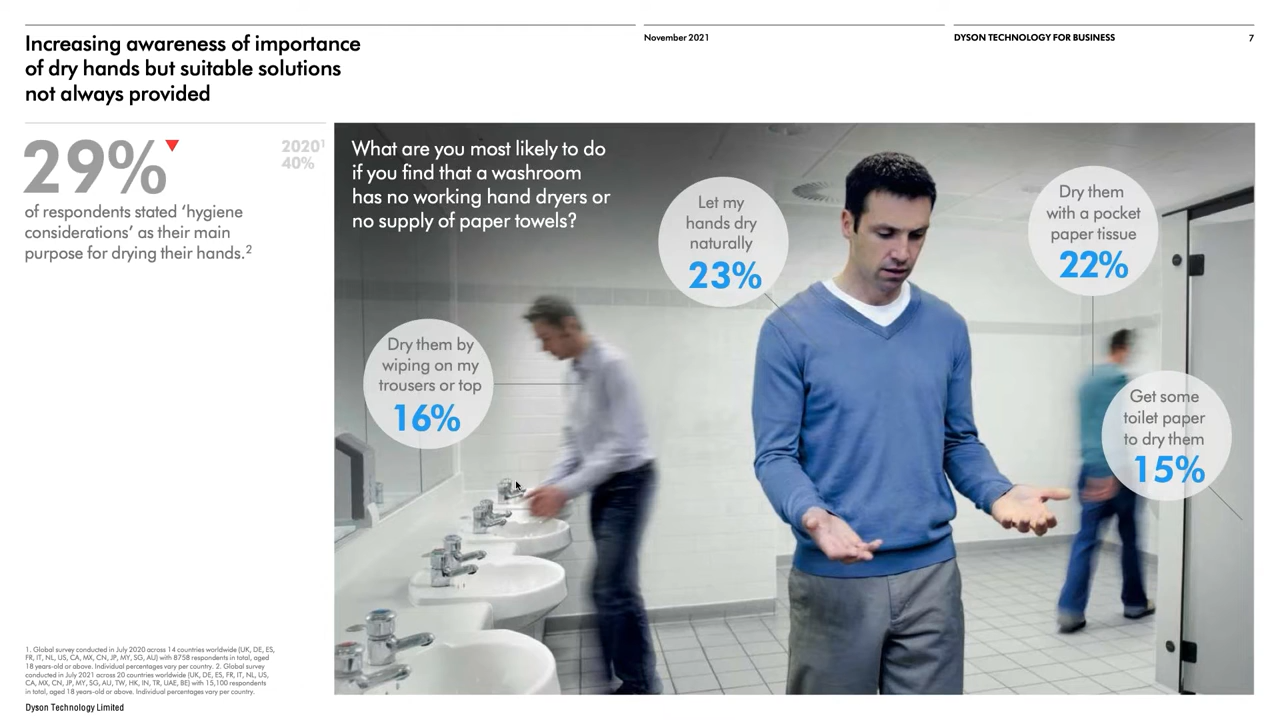 Increasing awareness of importance
of dry hands but suitable solutions
not always provided
November 2021
DYSON TECHNOLOGY FOR BUSINESS
7
29%
2020¹
40%
of respondents stated ‘hygiene
considerations’ as their main
purpose for drying their hands.²
What are you most likely to do
if you find that a washroom
has no working hand dryers or
no supply of paper towels?
Dry them by
wiping on my
trousers or top
16%
Let my
hands dry
naturally
23%
Dry them
with a pocket
paper tissue
22%
Get some
toilet paper
to dry them
15%
1. Global survey conducted in July 2020 across 14 countries worldwide (UK, DE, ES,
FR, IT, NL, US, CA, MX, CN, JP, MY, SG, AU) with 8758 respondents in total, aged
18 years-old or above. Individual percentages vary per country. 2. Global survey
conducted in July 2021 across 20 countries worldwide (UK, DE, ES, FR, IT, NL, US,
CA, MX, CN, JP, MY, SG, AU, TW, HK, IN, TR, UAE, BE) with 15,100 respondents
in total, aged 18 years-old or above. Individual percentages vary per country.
Dyson Technology Limited